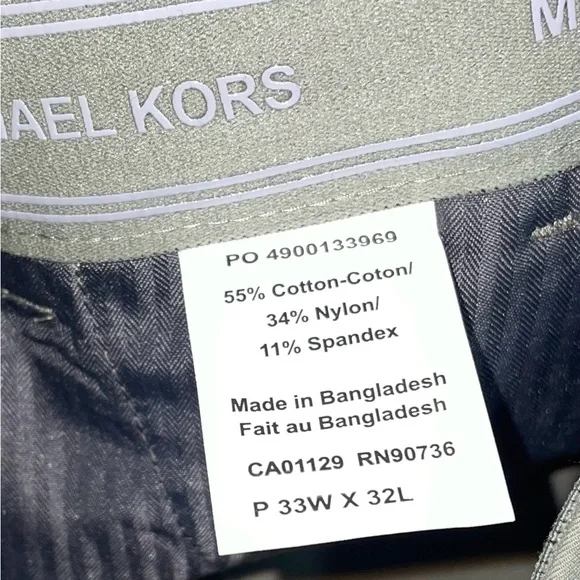 M
AEL KORS
PO 4900133969
55% Cotton-Coton/
34% Nylon/
11% Spandex
Made in Bangladesh
Fait au Bangladesh
CA01129 RN90736
P 33W X 32L